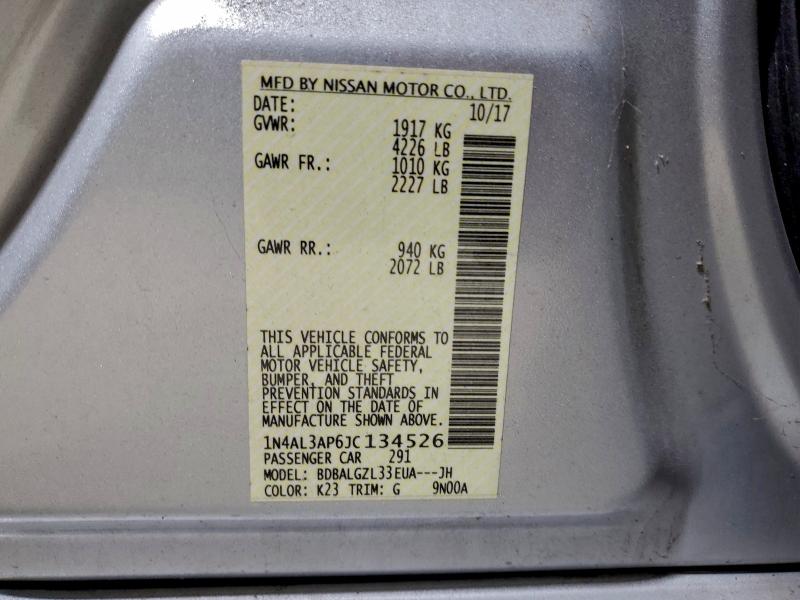 MFD BY NISSAN MOTOR CO., LTD.
DATE: 10/17
GVWR: 1917 KG
4226 LB
GAWR FR.: 1010 KG
2227 LB
GAWR RR.: 940 KG
2072 LB
THIS VEHICLE CONFORMS TO
ALL APPLICABLE FEDERAL
MOTOR VEHICLE SAFETY,
BUMPER, AND THEFT
PREVENTION STANDARDS IN
EFFECT ON THE DATE OF
MANUFACTURE SHOWN ABOVE.
1N4AL3AP6JC134526
PASSENGER CAR 291
MODEL: BDBALGZL33EUA---JH
COLOR: K23 TRIM: G 9N00A